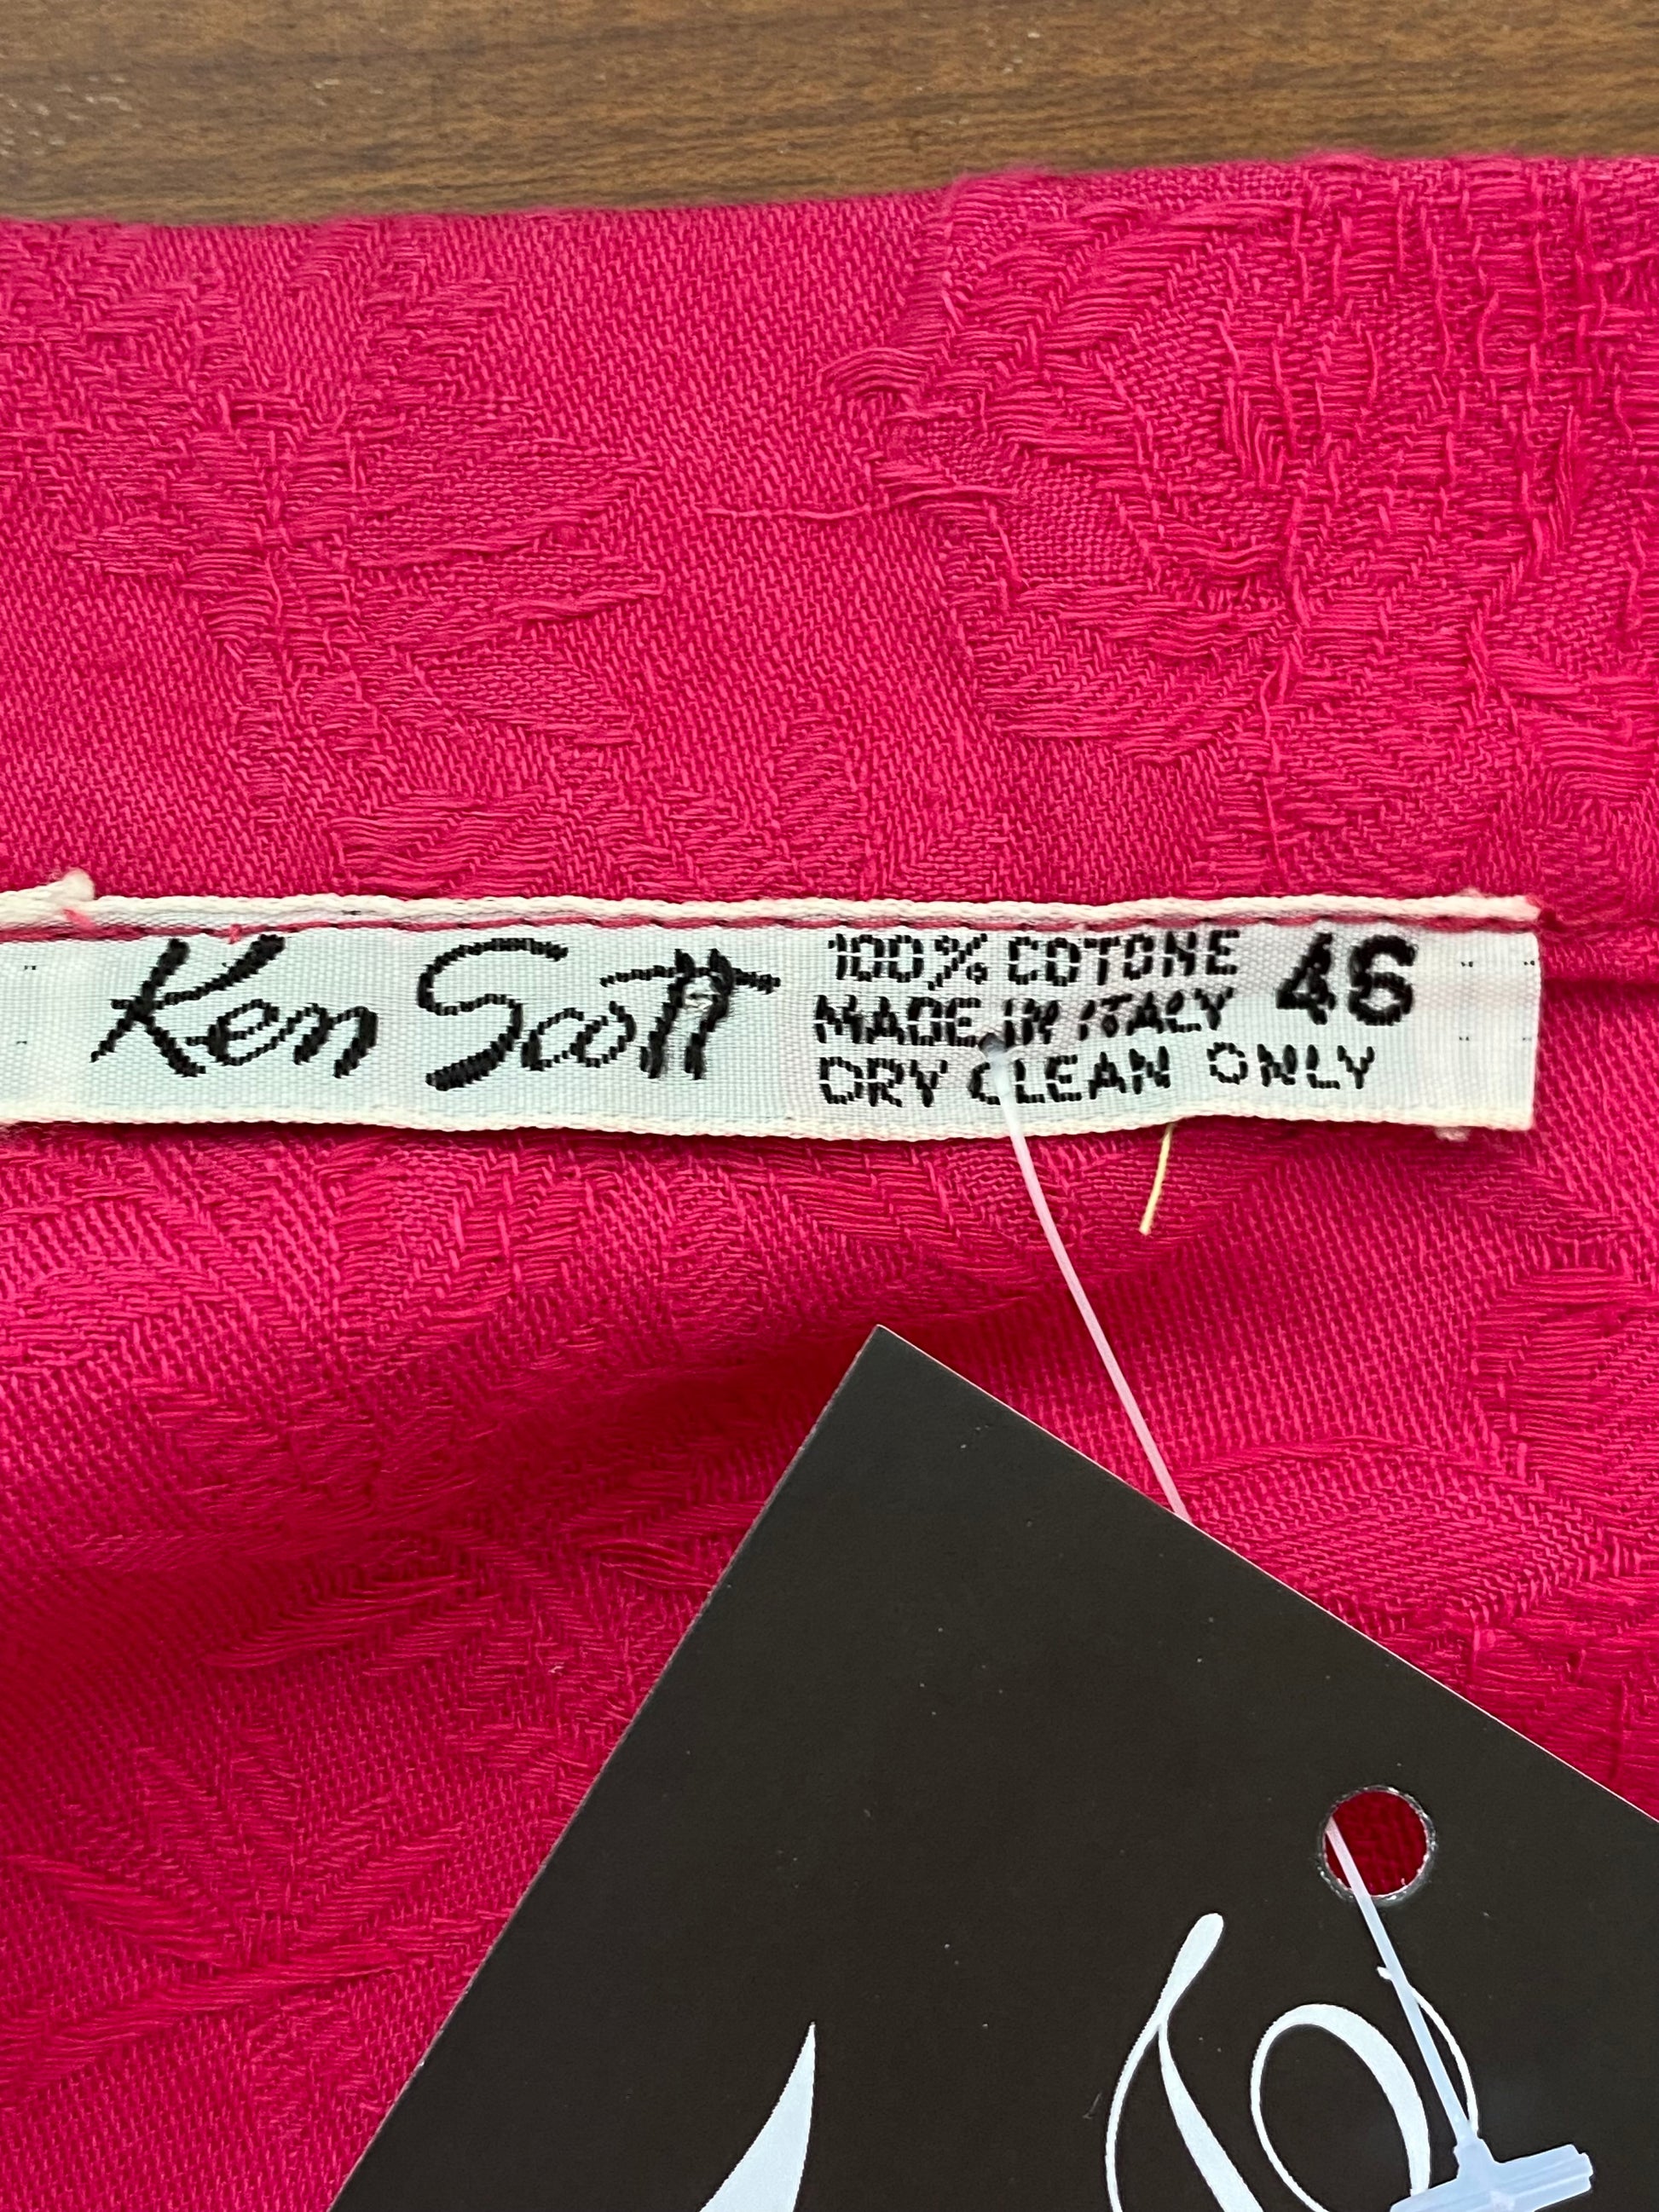 Ken Scott
100% COTONE 46
MADE IN ITALY
DRY CLEAN ONLY